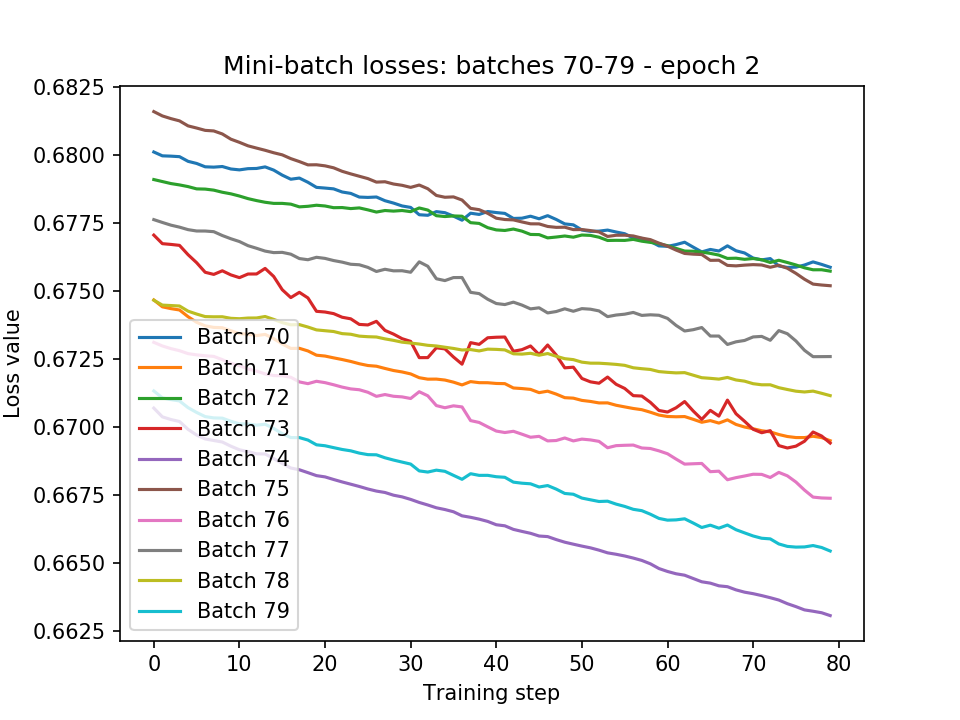 Mini-batch losses: batches 70-79 - epoch 2
0.6825
0.6800
0.6775
0.6750
0.6725
0.6700
0.6675
0.6650
0.6625
Loss value
Batch 70
Batch 71
Batch 72
Batch 73
Batch 74
Batch 75
Batch 76
Batch 77
Batch 78
Batch 79
0 10 20 30 40 50 60 70 80
Training step